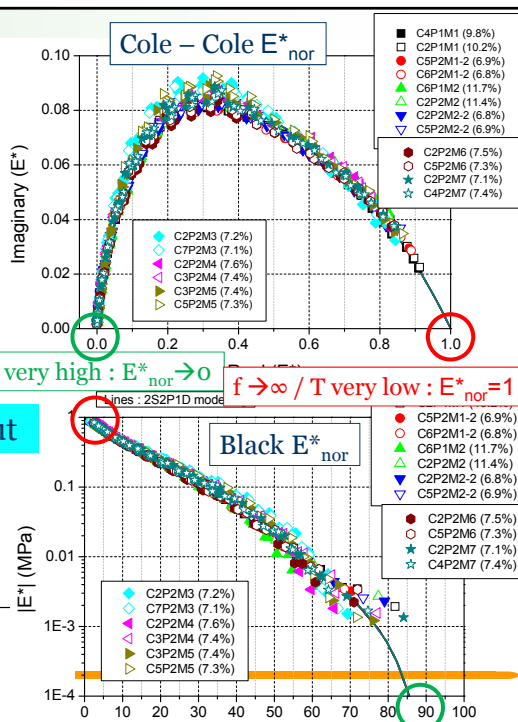 Cole – Cole E*nor
C4P1M1 (9.8%)
C2P1M1 (10.2%)
C5P2M1-2 (6.9%)
C6P2M1-2 (6.8%)
C6P1M2 (11.7%)
C2P2M2 (11.4%)
C2P2M2-2 (6.8%)
C5P2M2-2 (6.9%)
C2P2M6 (7.5%)
C5P2M6 (7.3%)
C2P2M7 (7.1%)
C4P2M7 (7.4%)
C2P2M3 (7.2%)
C7P2M3 (7.1%)
C2P2M4 (7.6%)
C3P2M4 (7.4%)
C3P2M5 (7.4%)
C5P2M5 (7.3%)
Imaginary (E*)
0.10
0.08
0.06
0.04
0.02
0.00
0.0 0.2 0.4 0.6 0.8 1.0
very high : E*nor→0
f →∞ / T very low : E*nor=1
Lines : 2S2P1D mode
ut
Black E*nor
C5P2M1-2 (6.9%)
C6P2M1-2 (6.8%)
C6P1M2 (11.7%)
C2P2M2 (11.4%)
C2P2M2-2 (6.8%)
C5P2M2-2 (6.9%)
C2P2M6 (7.5%)
C5P2M6 (7.3%)
C2P2M7 (7.1%)
C4P2M7 (7.4%)
C2P2M3 (7.2%)
C7P2M3 (7.1%)
C2P2M4 (7.6%)
C3P2M4 (7.4%)
C3P2M5 (7.4%)
C5P2M5 (7.3%)
|E*| (MPa)
0.1
0.01
1E-3
1E-4
0 10 20 30 40 50 60 70 80 90 100